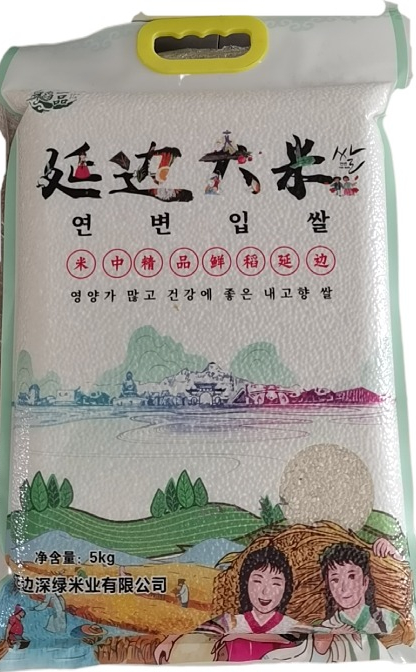 稻品
延边大米 쌀
연변입쌀
米中精品鲜稻延边
영양가 많고 건강에 좋은 내고향 쌀
净含量：5kg
边深绿米业有限公司